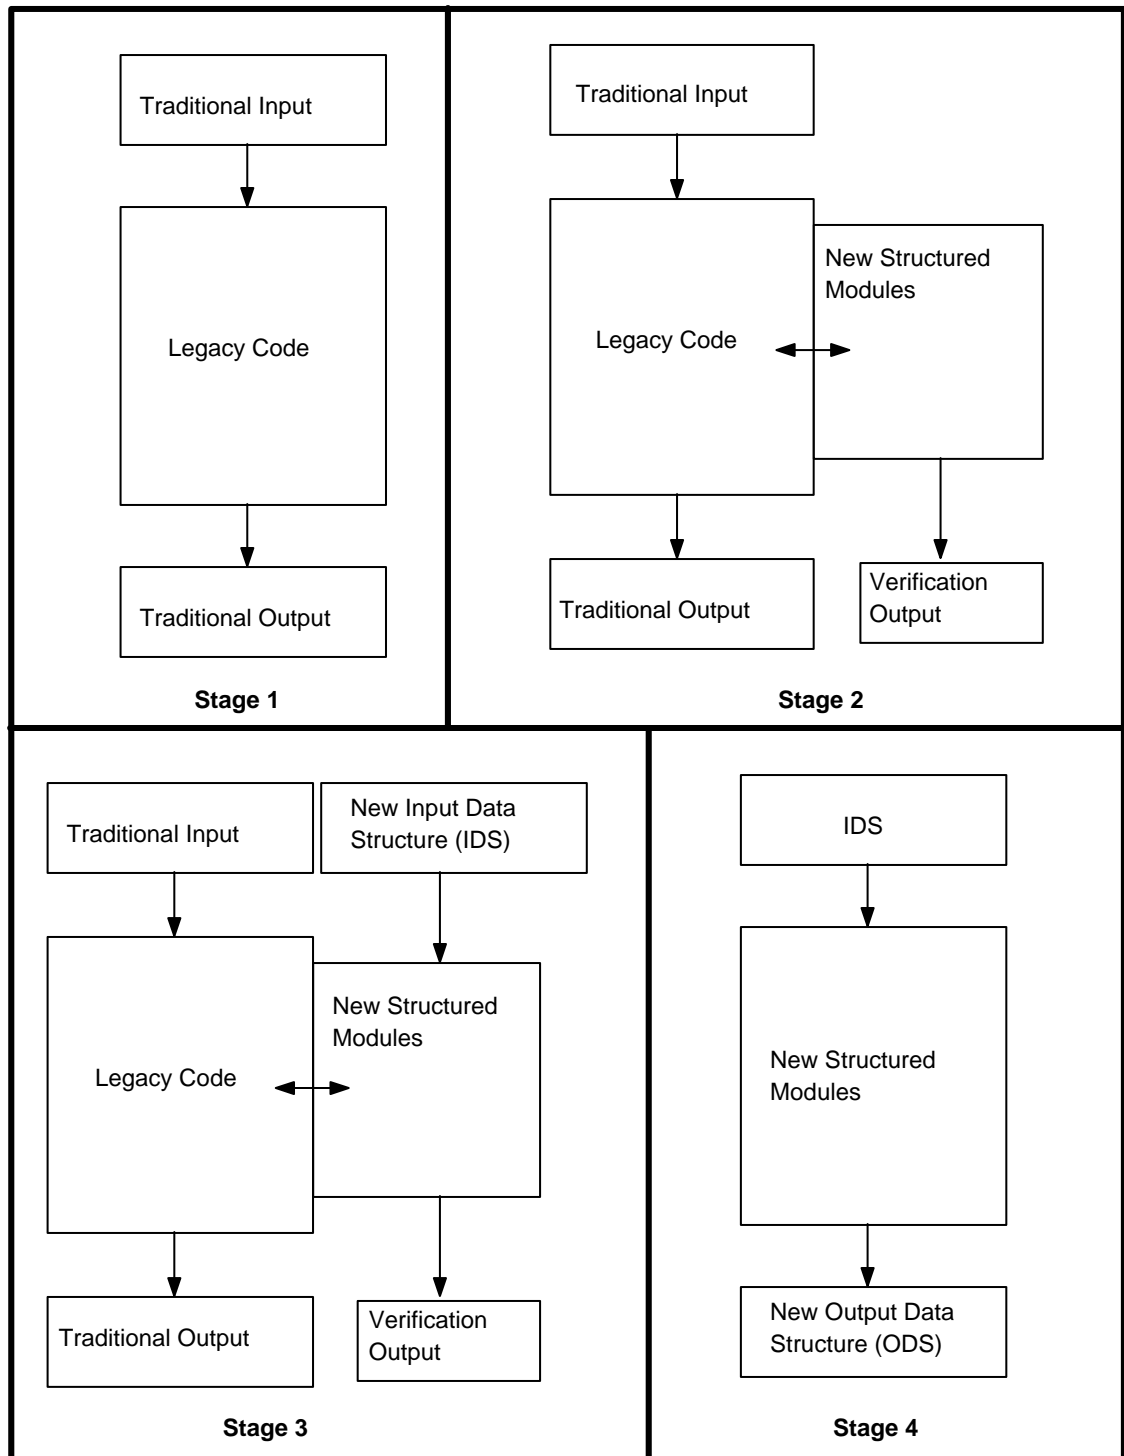 Traditional Input
Legacy Code
Traditional Output
Stage 1
Traditional Input
New Structured
Modules
Legacy Code
Traditional Output
Verification
Output
Stage 2
Traditional Input
New Input Data
Structure (IDS)
New Structured
Modules
Legacy Code
Traditional Output
Verification
Output
Stage 3
IDS
New Structured
Modules
New Output Data
Structure (ODS)
Stage 4